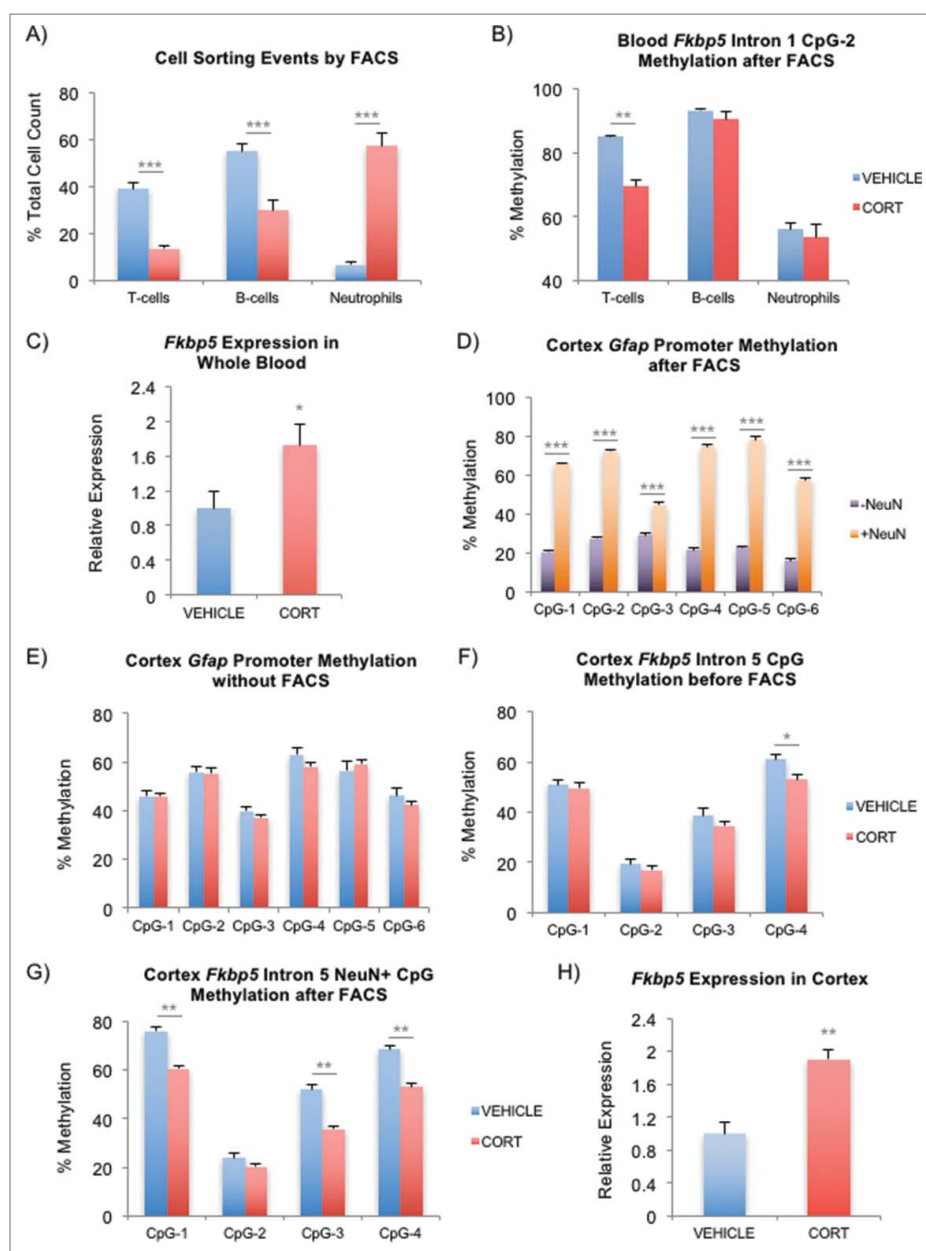 A)
Cell Sorting Events by FACS
% Total Cell Count
80
60
40
20
0
***
***
***
T-cells
B-cells
Neutrophils
B)
Blood Fkbp5 Intron 1 CpG-2
Methylation after FACS
% Methylation
100
80
60
40
**
T-cells
B-cells
Neutrophils
VEHICLE
CORT
C)
Fkbp5 Expression in
Whole Blood
Relative Expression
2.4
2
1.6
1.2
0.8
0.4
0
*
VEHICLE
CORT
D)
Cortex Gfap Promoter Methylation
after FACS
% Methylation
100
80
60
40
20
0
***
***
***
***
***
***
CpG-1 CpG-2 CpG-3 CpG-4 CpG-5 CpG-6
-NeuN
+NeuN
E)
Cortex Gfap Promoter Methylation
without FACS
% Methylation
80
60
40
20
0
CpG-1 CpG-2 CpG-3 CpG-4 CpG-5 CpG-6
F)
Cortex Fkbp5 Intron 5 CpG
Methylation before FACS
% Methylation
80
60
40
20
0
*
CpG-1 CpG-2 CpG-3 CpG-4
VEHICLE
CORT
G)
Cortex Fkbp5 Intron 5 NeuN+ CpG
Methylation after FACS
% Methylation
80
60
40
20
0
**
**
**
CpG-1 CpG-2 CpG-3 CpG-4
VEHICLE
CORT
H)
Fkbp5 Expression in Cortex
Relative Expression
2.4
2
1.6
1.2
0.8
0.4
0
**
VEHICLE
CORT